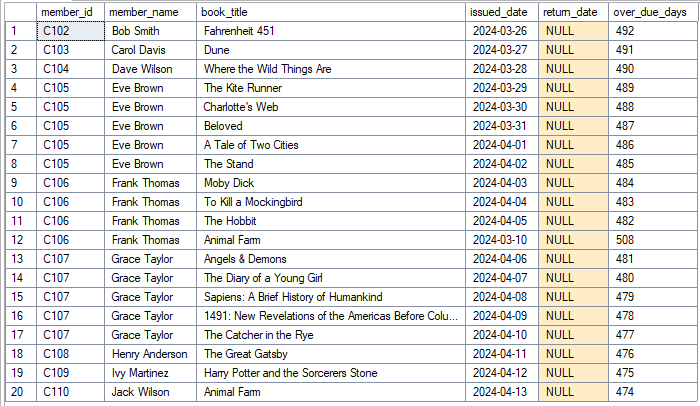 member_id member_name book_title issued_date return_date over_due_days
1 C102 Bob Smith Fahrenheit 451 2024-03-26 NULL 492
2 C103 Carol Davis Dune 2024-03-27 NULL 491
3 C104 Dave Wilson Where the Wild Things Are 2024-03-28 NULL 490
4 C105 Eve Brown The Kite Runner 2024-03-29 NULL 489
5 C105 Eve Brown Charlotte's Web 2024-03-30 NULL 488
6 C105 Eve Brown Beloved 2024-03-31 NULL 487
7 C105 Eve Brown A Tale of Two Cities 2024-04-01 NULL 486
8 C105 Eve Brown The Stand 2024-04-02 NULL 485
9 C106 Frank Thomas Moby Dick 2024-04-03 NULL 484
10 C106 Frank Thomas To Kill a Mockingbird 2024-04-04 NULL 483
11 C106 Frank Thomas The Hobbit 2024-04-05 NULL 482
12 C106 Frank Thomas Animal Farm 2024-03-10 NULL 508
13 C107 Grace Taylor Angels & Demons 2024-04-06 NULL 481
14 C107 Grace Taylor The Diary of a Young Girl 2024-04-07 NULL 480
15 C107 Grace Taylor Sapiens: A Brief History of Humankind 2024-04-08 NULL 479
16 C107 Grace Taylor 1491: New Revelations of the Americas Before Colu... 2024-04-09 NULL 478
17 C107 Grace Taylor The Catcher in the Rye 2024-04-10 NULL 477
18 C108 Henry Anderson The Great Gatsby 2024-04-11 NULL 476
19 C109 Ivy Martinez Harry Potter and the Sorcerers Stone 2024-04-12 NULL 475
20 C110 Jack Wilson Animal Farm 2024-04-13 NULL 474